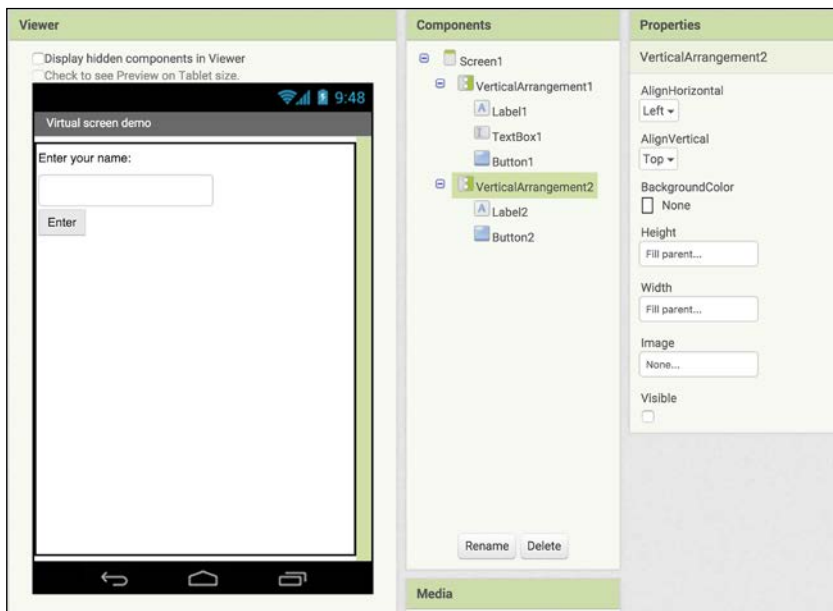 Viewer
Display hidden components in Viewer
Check to see Preview on Tablet size.
9:48
Virtual screen demo
Enter your name:
Enter
Components
Screen1
VerticalArrangement1
A Label1
I TextBox1
Button1
VerticalArrangement2
A Label2
Button2
Rename Delete
Media
Properties
VerticalArrangement2
AlignHorizontal
Left
AlignVertical
Top
BackgroundColor
None
Height
Fill parent...
Width
Fill parent...
Image
None...
Visible